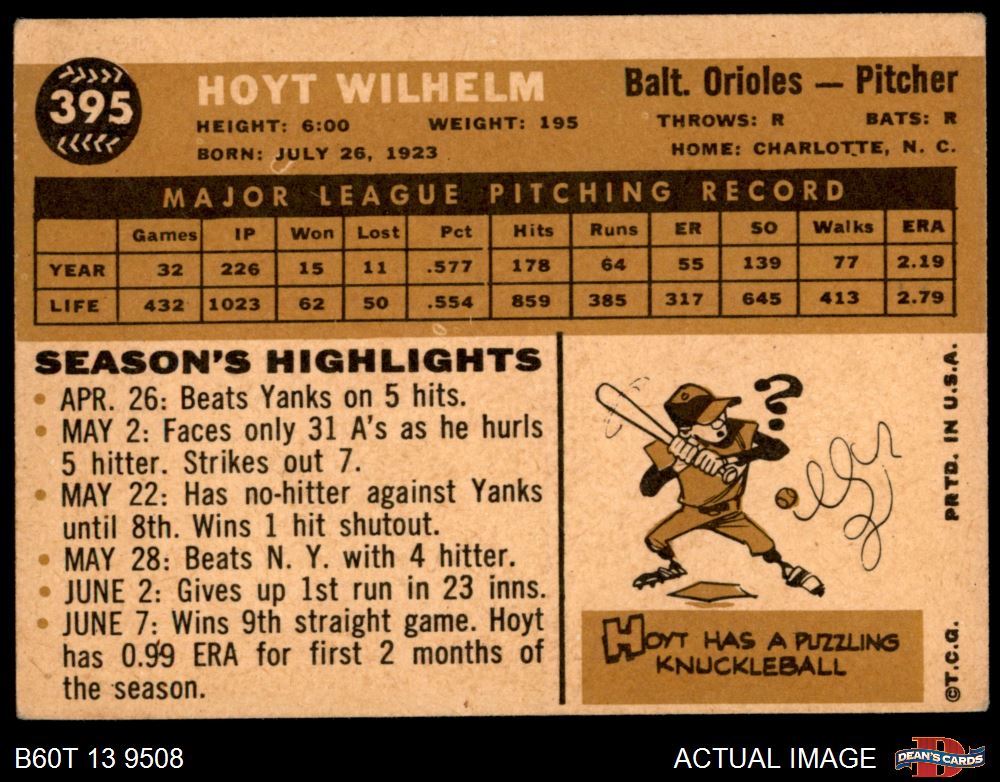 395
HOYT WILHELM
Balt. Orioles — Pitcher
HEIGHT: 6:00 WEIGHT: 195 THROWS: R BATS: R
BORN: JULY 26, 1923 HOME: CHARLOTTE, N. C.
MAJOR LEAGUE PITCHING RECORD
Games IP Won Lost Pct Hits Runs ER SO Walks ERA
YEAR 32 226 15 11 .577 178 64 55 139 77 2.19
LIFE 432 1023 62 50 .554 859 385 317 645 413 2.79
SEASON'S HIGHLIGHTS
• APR. 26: Beats Yanks on 5 hits.
• MAY 2: Faces only 31 A's as he hurls
5 hitter. Strikes out 7.
• MAY 22: Has no-hitter against Yanks
until 8th. Wins 1 hit shutout.
• MAY 28: Beats N. Y. with 4 hitter.
• JUNE 2: Gives up 1st run in 23 inns.
• JUNE 7: Wins 9th straight game. Hoyt
has 0.99 ERA for first 2 months of
the season.
?
HOYT HAS A PUZZLING
KNUCKLEBALL
©T.C.G. PRTD. IN U.S.A.
B60T 13 9508
ACTUAL IMAGE
DEAN'S CARDS